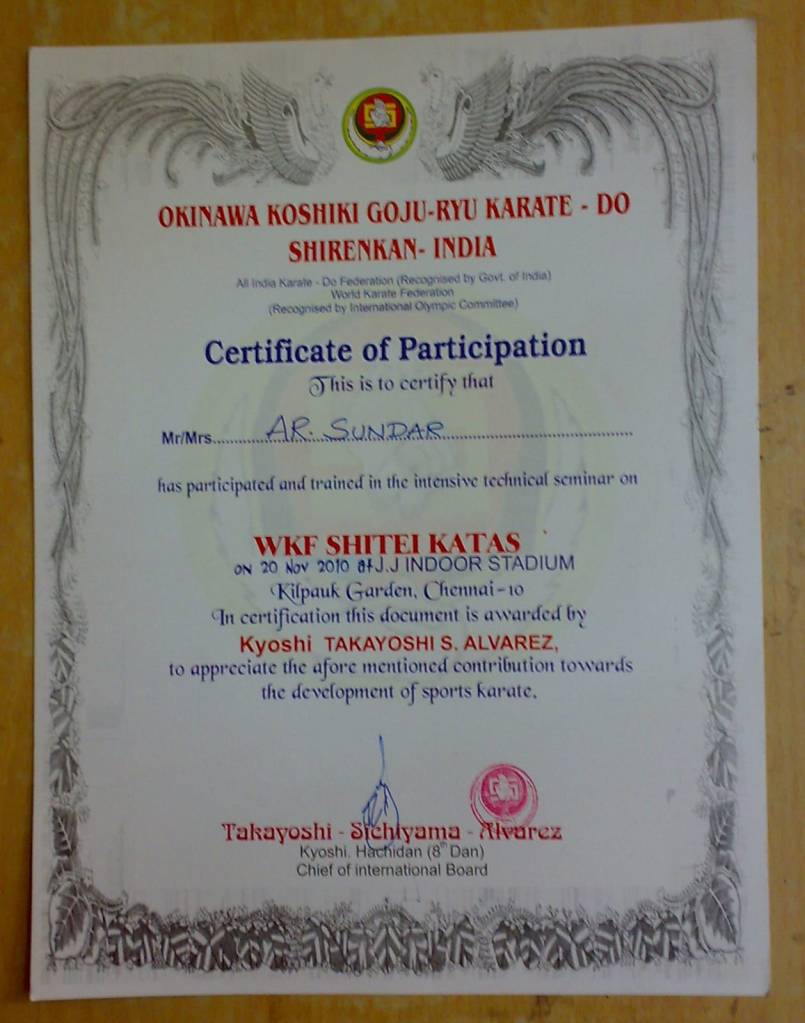 OKINAWA KOSHIKI GOJU-RYU KARATE - DO
SHIRENKAN- INDIA
All India Karate - Do Federation (Recognised by Govt. of India)
World Karate Federation
(Recognised by International Olympic Committee)
Certificate of Participation
This is to certify that
Mr/Mrs..............AR. SUNDAR......................................
has participated and trained in the intensive technical seminar on
WKF SHITEI KATAS
ON 20 Nov 2010 at J.J INDOOR STADIUM
Kilpauk Garden, Chennai-10
In certification this document is awarded by
Kyoshi TAKAYOSHI S. ALVAREZ,
to appreciate the afore mentioned contribution towards
the development of sports karate.
Takayoshi - Sichiyama - Alvarez
Kyoshi. Hachidan (8th Dan)
Chief of international Board